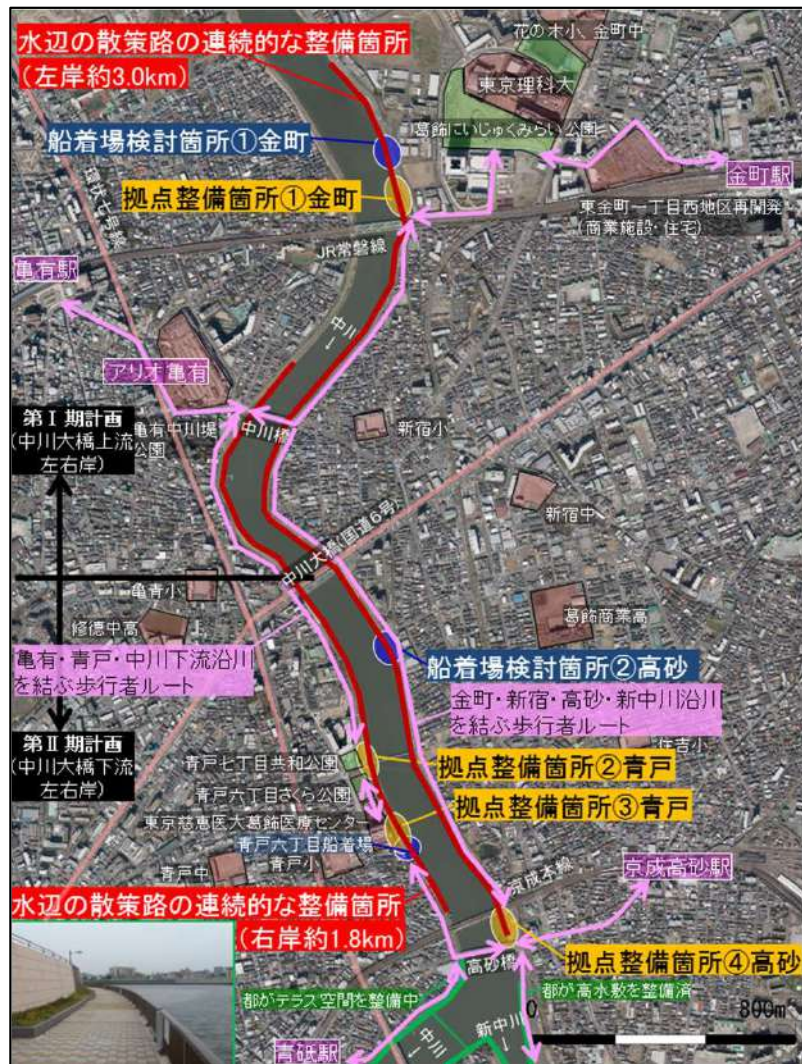 水辺の散策路の連続的な整備箇所
(左岸約3.0km)
花の木小、金町中
東京理科大
葛飾にいじゅくみらい公園
船着場検討箇所①金町
金町駅
拠点整備箇所①金町
東金町一丁目西地区再開発
(商業施設・住宅)
環状七号線
JR常磐線
亀有駅
中川
↓
アリオ亀有
第Ⅰ期計画
(中川大橋上流
左右岸)
亀有中川堤
公園
中川橋
新宿小
新宿中
中川大橋(国道6号)
亀青小
修徳中高
葛飾商業高
亀有・青戸・中川下流沿川
を結ぶ歩行者ルート
船着場検討箇所②高砂
金町・新宿・高砂・新中川沿川
を結ぶ歩行者ルート
住吉小
第Ⅱ期計画
(中川大橋下流
左右岸)
青戸七丁目共和公園
拠点整備箇所②青戸
青戸六丁目さくら公園
拠点整備箇所③青戸
東京慈恵医大葛飾医療センター
青戸六丁目船着場
青戸中
青戸小
京成本線
京成高砂駅
水辺の散策路の連続的な整備箇所
(右岸約1.8km)
高砂橋
拠点整備箇所④高砂
都がテラス空間を整備中
都が高水敷を整備済
0
800m
中川
↓
新中川
↓
青砥駅